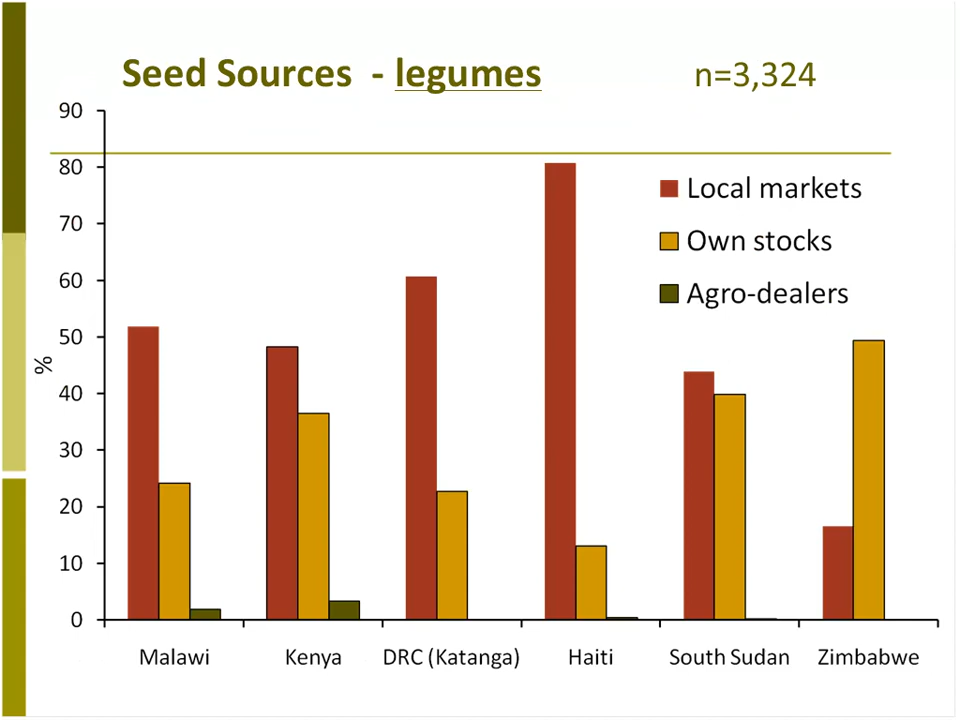 Seed Sources - legumes n=3,324
90
80
70
60
50
40
30
20
10
0
%
Local markets
Own stocks
Agro-dealers
Malawi Kenya DRC (Katanga) Haiti South Sudan Zimbabwe